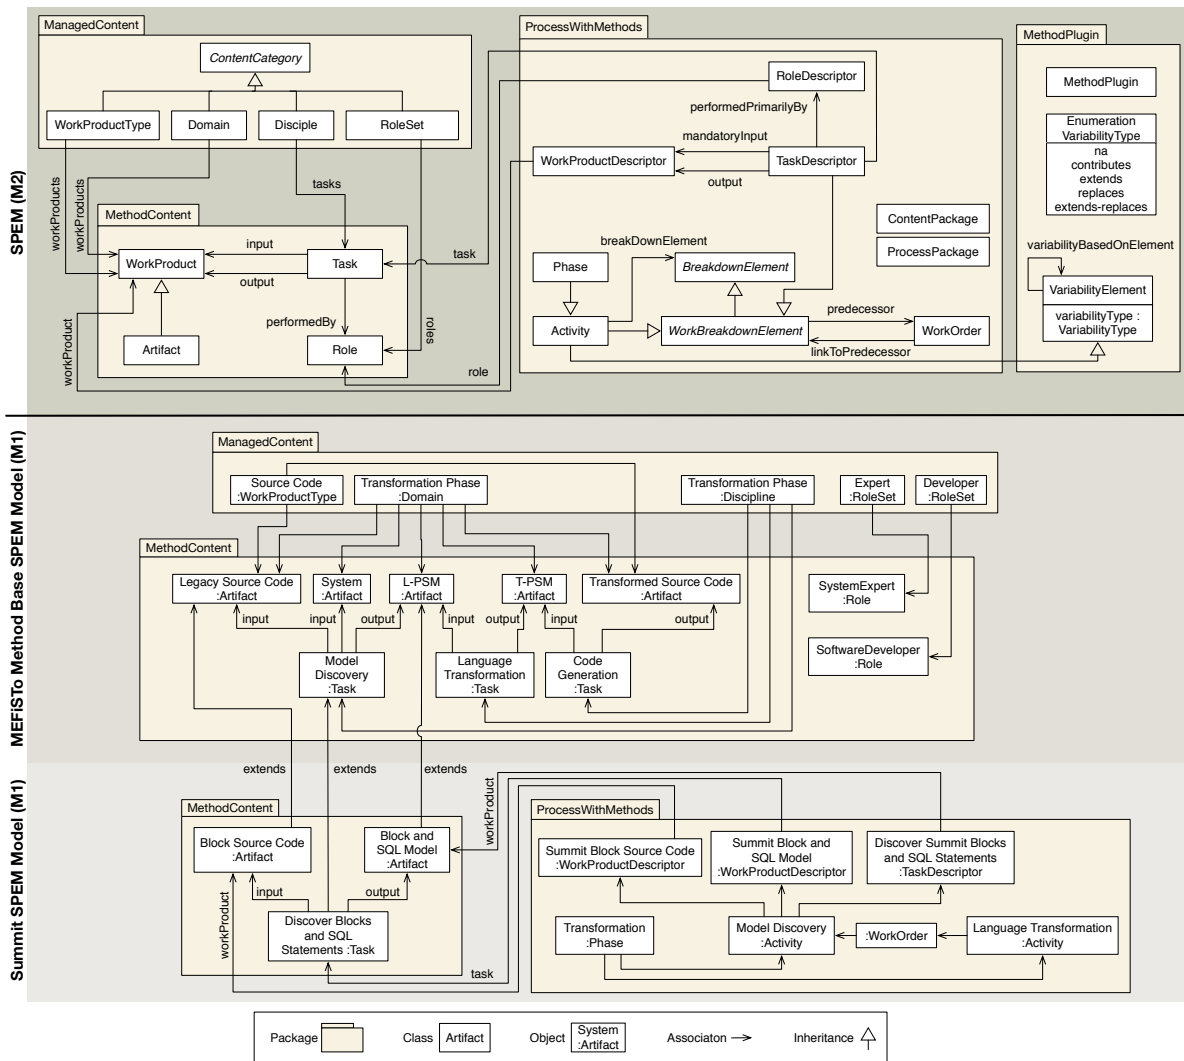 SPEM (M2)
ManagedContent
ContentCategory
WorkProductType
Domain
Disciple
RoleSet
workProducts
workProducts
tasks
MethodContent
WorkProduct
input
output
Task
performedBy
roles
Artifact
Role
workProduct
task
role
ProcessWithMethods
RoleDescriptor
performedPrimarilyBy
mandatoryInput
WorkProductDescriptor
TaskDescriptor
output
ContentPackage
ProcessPackage
breakDownElement
Phase
BreakdownElement
predecessor
Activity
WorkBreakdownElement
WorkOrder
linkToPredecessor
MethodPlugin
MethodPlugin
Enumeration
VariabilityType
na
contributes
extends
replaces
extends-replaces
variabilityBasedOnElement
VariabilityElement
variabilityType :
VariabilityType
MEFiSTo Method Base SPEM Model (M1)
ManagedContent
Source Code
:WorkProductType
Transformation Phase
:Domain
Transformation Phase
:Discipline
Expert
:RoleSet
Developer
:RoleSet
MethodContent
Legacy Source Code
:Artifact
System
:Artifact
L-PSM
:Artifact
T-PSM
:Artifact
Transformed Source Code
:Artifact
SystemExpert
:Role
input
input
output
input
output
input
output
Model
Discovery
:Task
Language
Transformation
:Task
Code
Generation
:Task
SoftwareDeveloper
:Role
extends
extends
extends
Summit SPEM Model (M1)
MethodContent
Block Source Code
:Artifact
Block and
SQL Model
:Artifact
input
output
workProduct
workProduct
Discover Blocks
and SQL
Statements :Task
task
ProcessWithMethods
Summit Block Source Code
:WorkProductDescriptor
Summit Block and
SQL Model
:WorkProductDescriptor
Discover Summit Blocks
and SQL Statements
:TaskDescriptor
Transformation
:Phase
Model Discovery
:Activity
:WorkOrder
Language Transformation
:Activity
Package
Class
Artifact
Object
System
:Artifact
Associaton
Inheritance